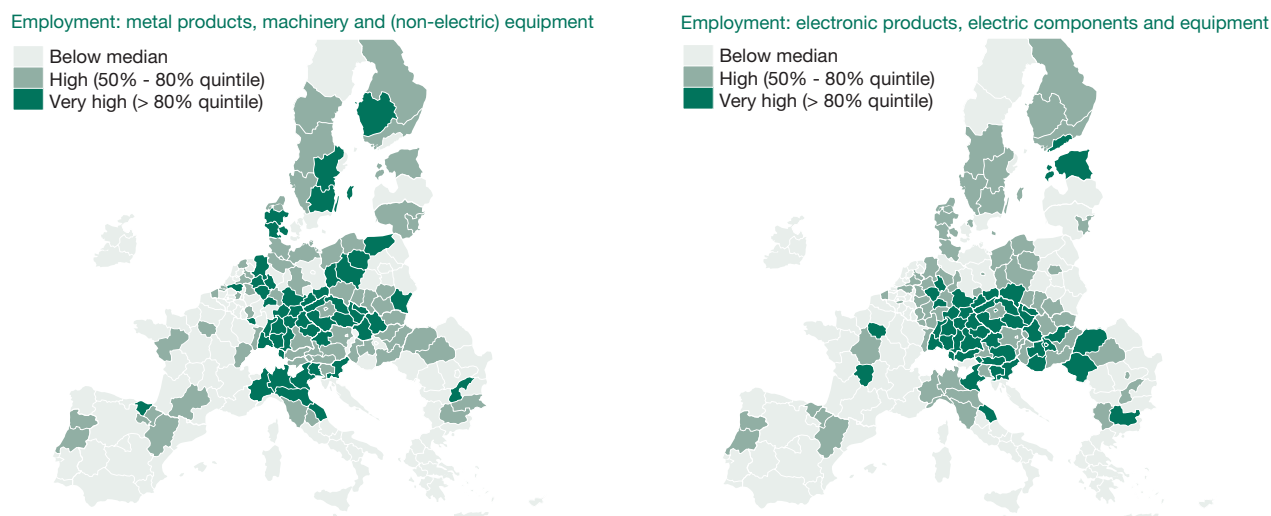 Employment: metal products, machinery and (non-electric) equipment
Below median
High (50% - 80% quintile)
Very high (> 80% quintile)
Employment: electronic products, electric components and equipment
Below median
High (50% - 80% quintile)
Very high (> 80% quintile)